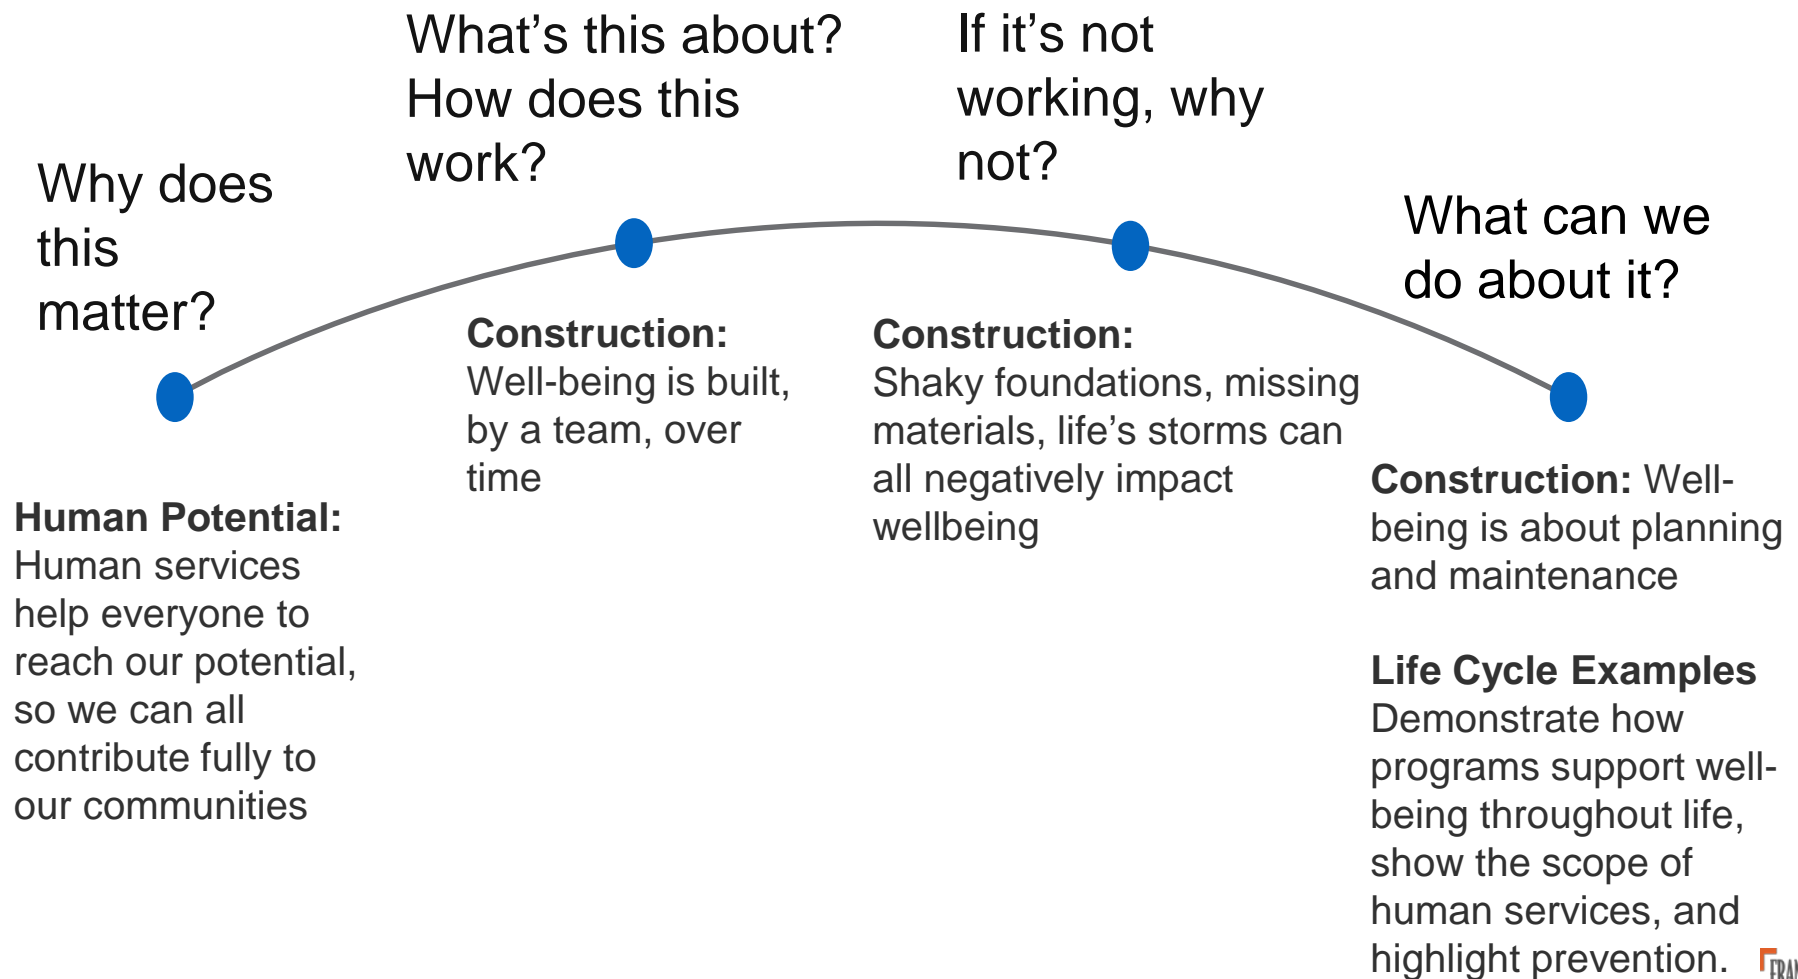 Why does
this
matter?
What's this about?
How does this
work?
If it's not
working, why
not?
What can we
do about it?
Human Potential:
Human services
help everyone to
reach our potential,
so we can all
contribute fully to
our communities
Construction:
Well-being is built,
by a team, over
time
Construction:
Shaky foundations, missing
materials, life's storms can
all negatively impact
wellbeing
Construction: Well-
being is about planning
and maintenance
Life Cycle Examples
Demonstrate how
programs support well-
being throughout life,
show the scope of
human services, and
highlight prevention.